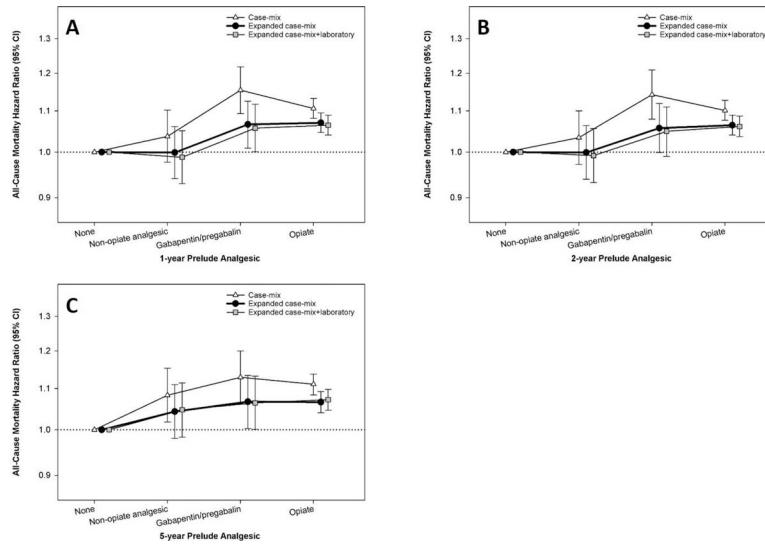 A
Case-mix
Expanded case-mix
Expanded case-mix+laboratory
All-Cause Mortality Hazard Ratio (95% CI)
1.3
1.2
1.1
1.0
0.9
None
Non-opiate analgesic
Gabapentin/pregabalin
Opiate
1-year Prelude Analgesic
B
Case-mix
Expanded case-mix
Expanded case-mix+laboratory
All-Cause Mortality Hazard Ratio (95% CI)
1.3
1.2
1.1
1.0
0.9
None
Non-opiate analgesic
Gabapentin/pregabalin
Opiate
2-year Prelude Analgesic
C
Case-mix
Expanded case-mix
Expanded case-mix+laboratory
All-Cause Mortality Hazard Ratio (95% CI)
1.3
1.2
1.1
1.0
0.9
None
Non-opiate analgesic
Gabapentin/pregabalin
Opiate
5-year Prelude Analgesic